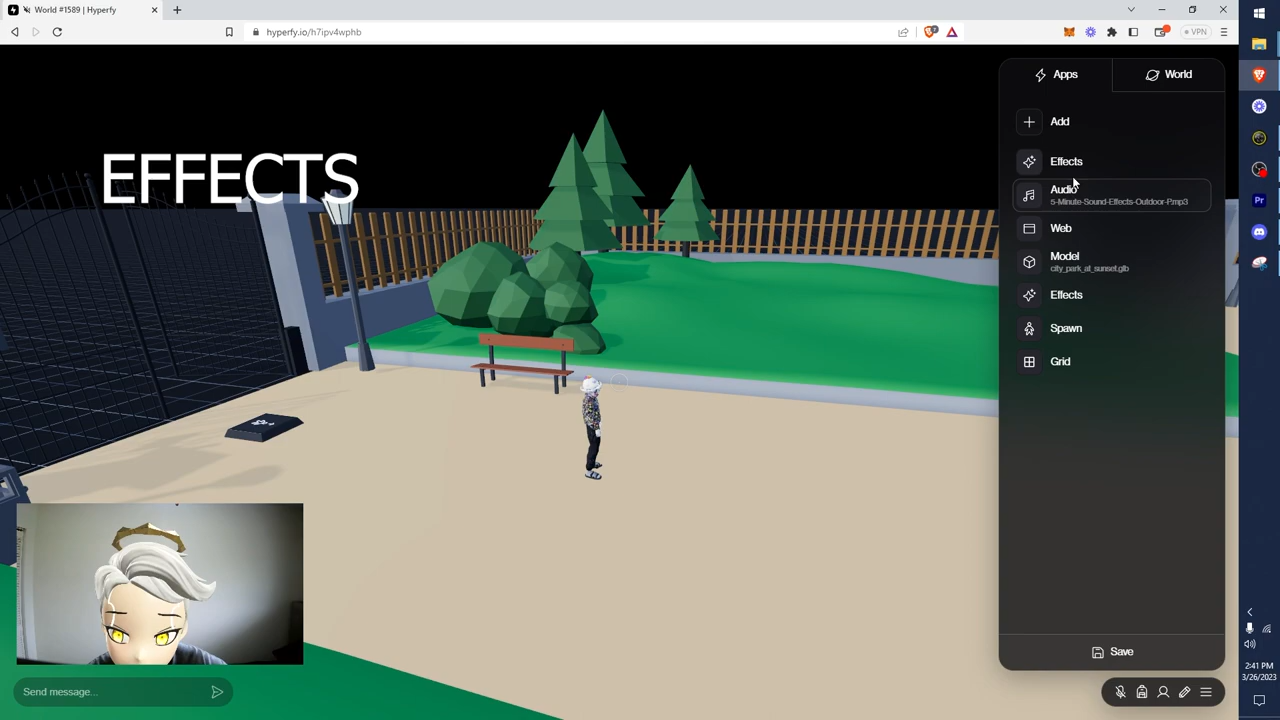 World #1589 | Hyperfy
hyperfy.io/h7ipv4wphb
VPN
EFFECTS
Apps
World
Add
Effects
Audio
5-Minute-Sound-Effects-Outdoor-P.mp3
Web
Model
city_park_at_sunset.glb
Effects
Spawn
Grid
Save
Send message...
Pr
2:41 PM
3/26/2023